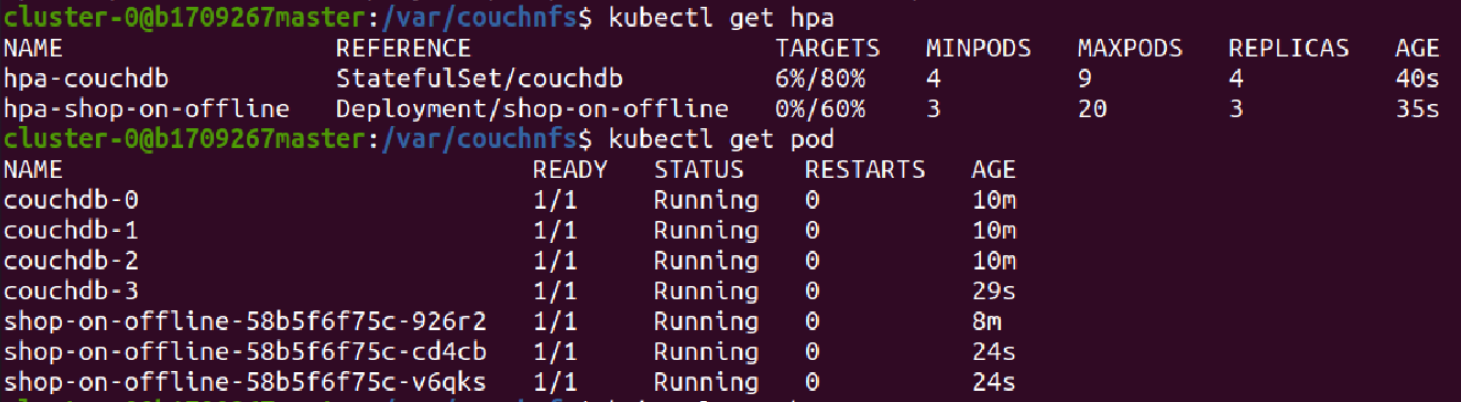 cluster-0@b1709267master:/var/couchnfs$ kubectl get hpa
NAME REFERENCE TARGETS MINPODS MAXPODS REPLICAS AGE
hpa-couchdb StatefulSet/couchdb 6%/80% 4 9 4 40s
hpa-shop-on-offline Deployment/shop-on-offline 0%/60% 3 20 3 35s
cluster-0@b1709267master:/var/couchnfs$ kubectl get pod
NAME READY STATUS RESTARTS AGE
couchdb-0 1/1 Running 0 10m
couchdb-1 1/1 Running 0 10m
couchdb-2 1/1 Running 0 10m
couchdb-3 1/1 Running 0 29s
shop-on-offline-58b5f6f75c-926r2 1/1 Running 0 8m
shop-on-offline-58b5f6f75c-cd4cb 1/1 Running 0 24s
shop-on-offline-58b5f6f75c-v6qks 1/1 Running 0 24s